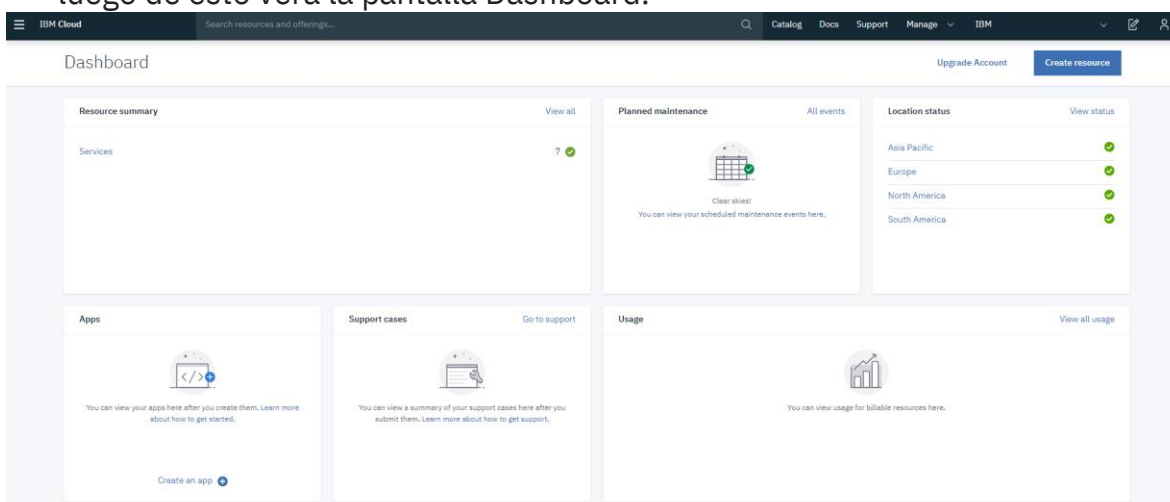 luego de esto verá la pantalla Dashboard.
IBM Cloud Search resources and offerings... Catalog Docs Support Manage IBM
Dashboard Upgrade Account Create resource
Resource summary View all
Services 7
Planned maintenance All events
Clear skies!
You can view your scheduled maintenance events here.
Location status View status
Asia Pacific
Europe
North America
South America
Apps
You can view your apps here after you create them. Learn more
about how to get started.
Create an app
Support cases Go to support
You can view a summary of your support cases here after you
submit them. Learn more about how to get support.
Usage View all usage
You can view usage for billable resources here.